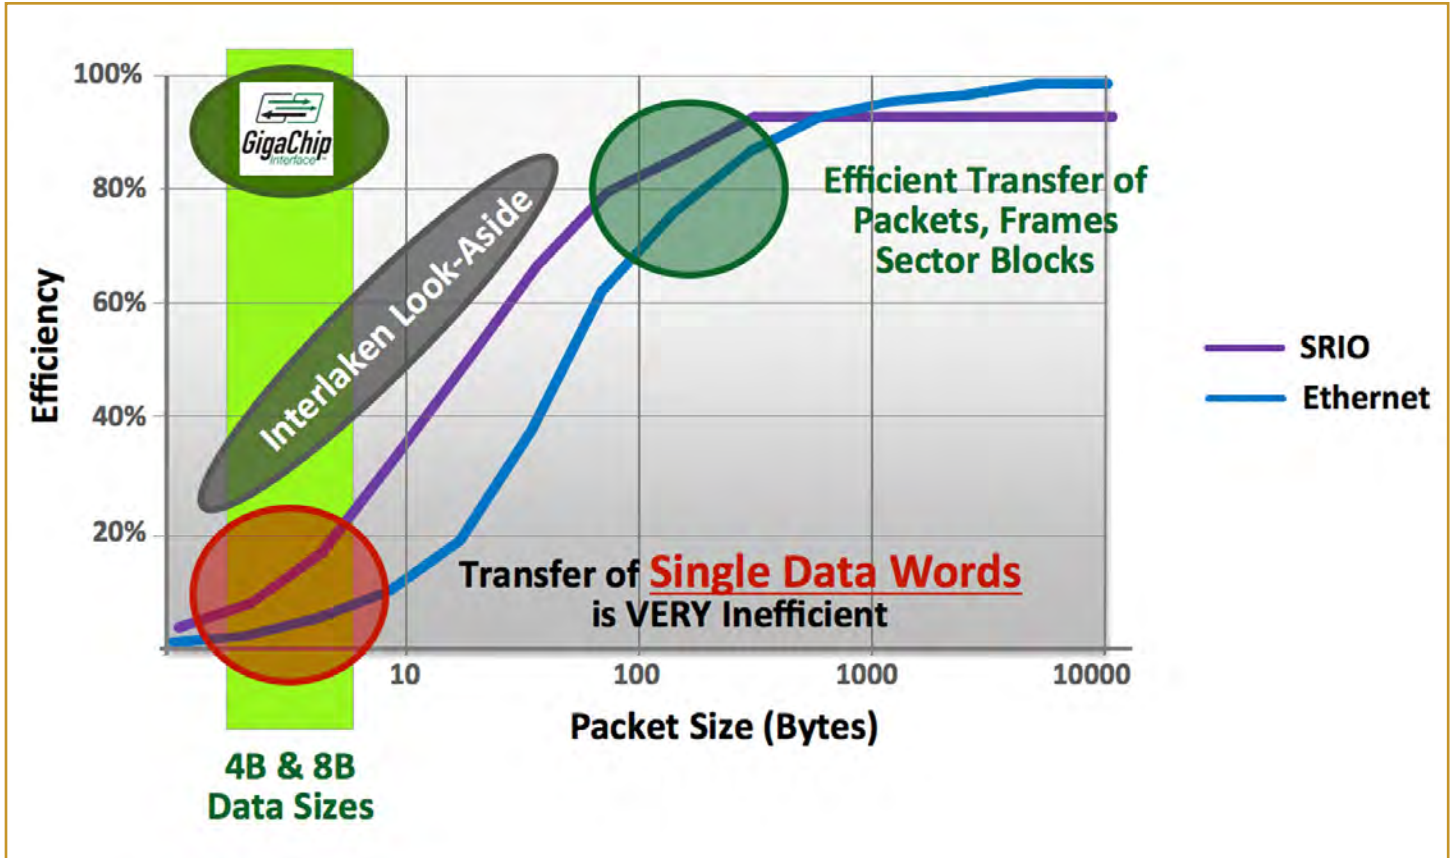 100%
80%
60%
40%
20%
Efficiency
GigaChip
Interface™
Interlaken Look-Aside
Efficient Transfer of
Packets, Frames
Sector Blocks
SRIO
Ethernet
Transfer of Single Data Words
is VERY Inefficient
10
100
1000
10000
Packet Size (Bytes)
4B & 8B
Data Sizes